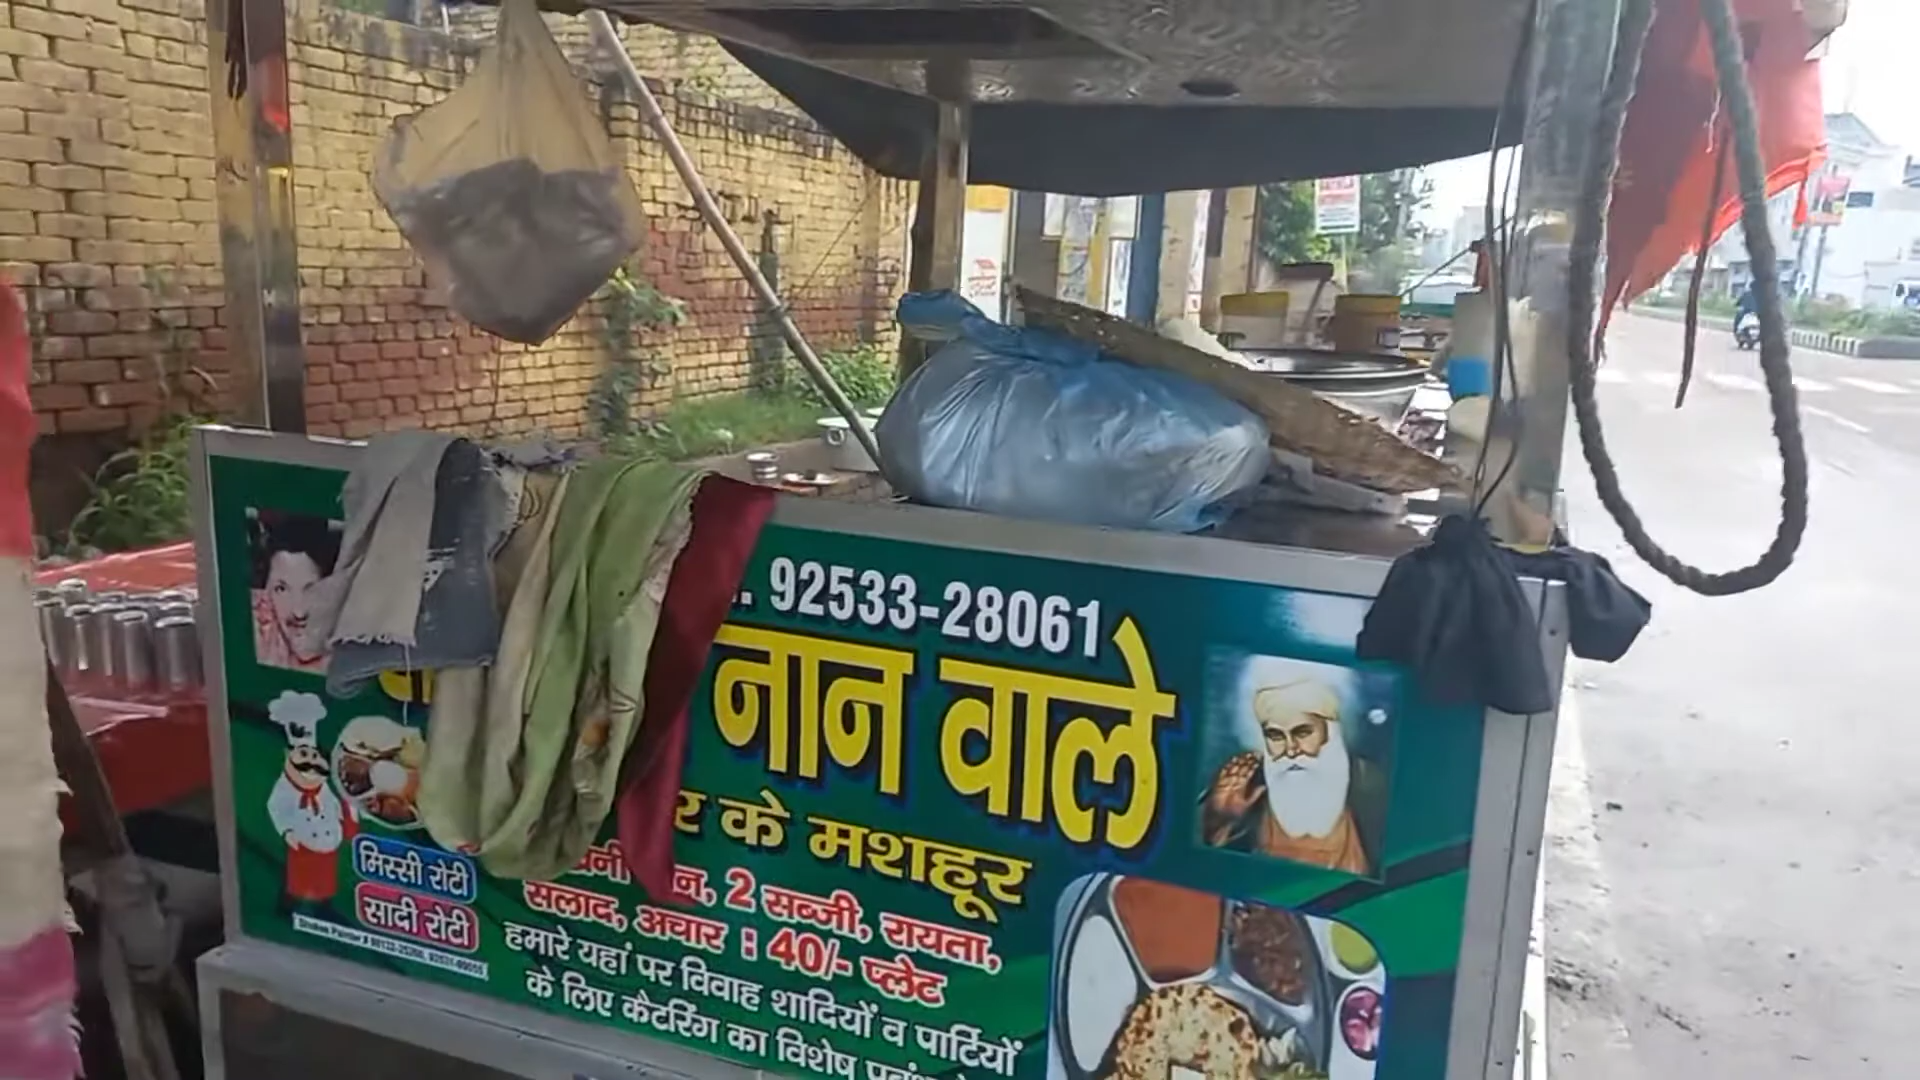 92533-28061
नान वाले
र के मशहूर
2 सब्जी, रायता,
सलाद, अचार : 40/- प्लेट
हमारे यहां पर विवाह शादियों व पार्टियों
के लिए कैटरिंग का विशेष
मिस्सी रोटी
सादी रोटी